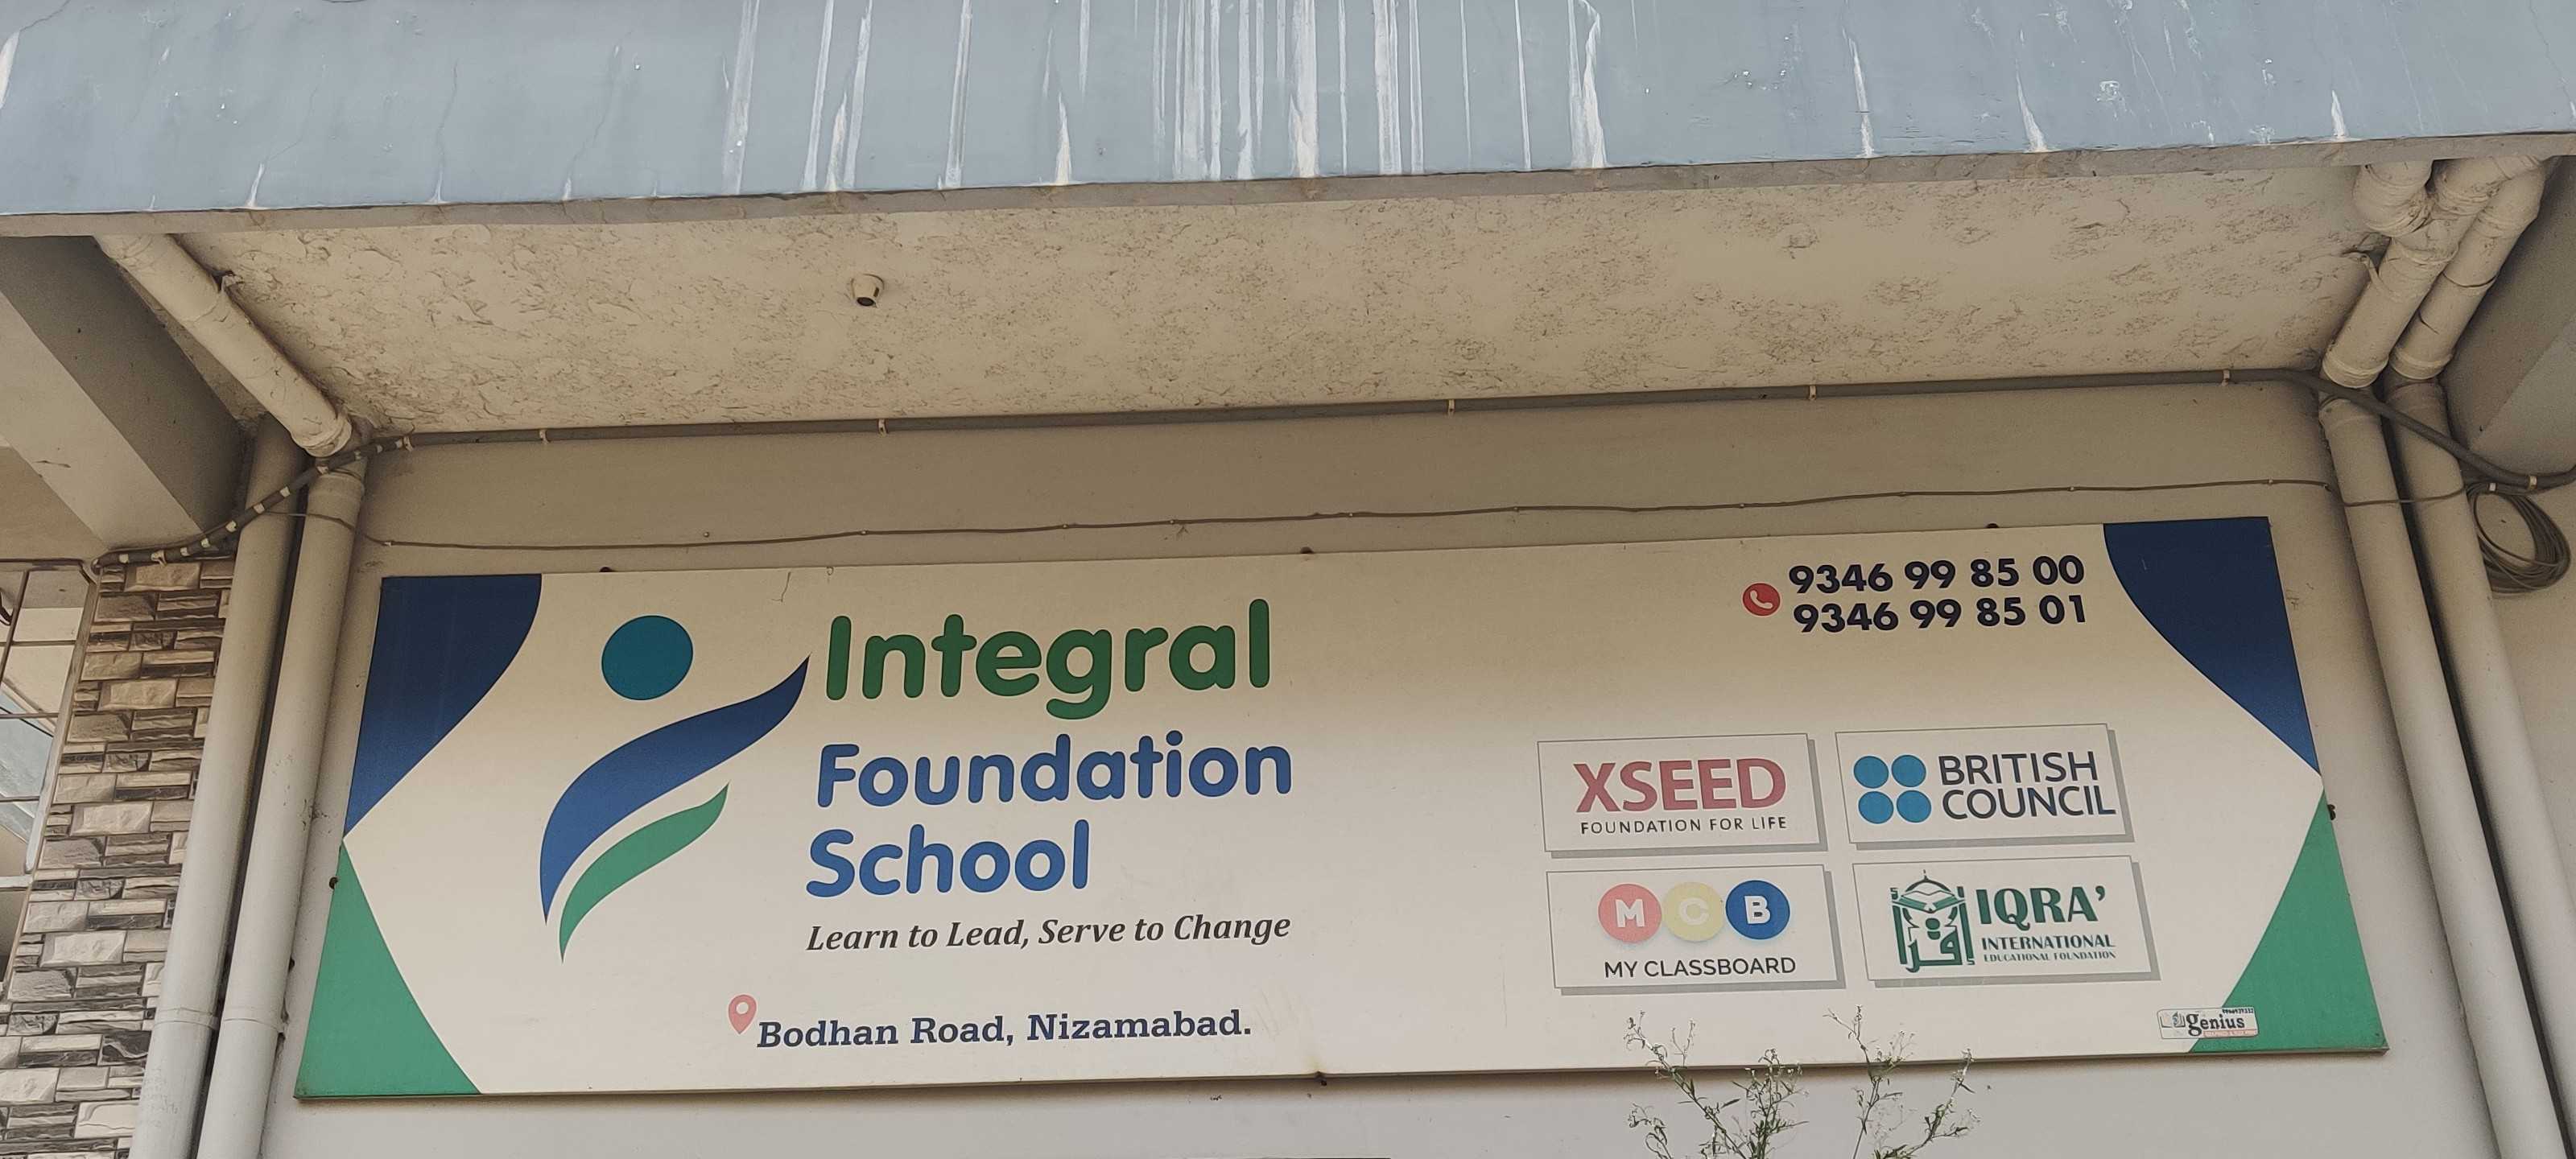 Integral
Foundation
School
Learn to Lead, Serve to Change
Bodhan Road, Nizamabad.
9346 99 85 00
9346 99 85 01
XSEED
FOUNDATION FOR LIFE
BRITISH
COUNCIL
M C B
MY CLASSBOARD
اقرأ
IQRA'
INTERNATIONAL
EDUCATIONAL FOUNDATION
genius